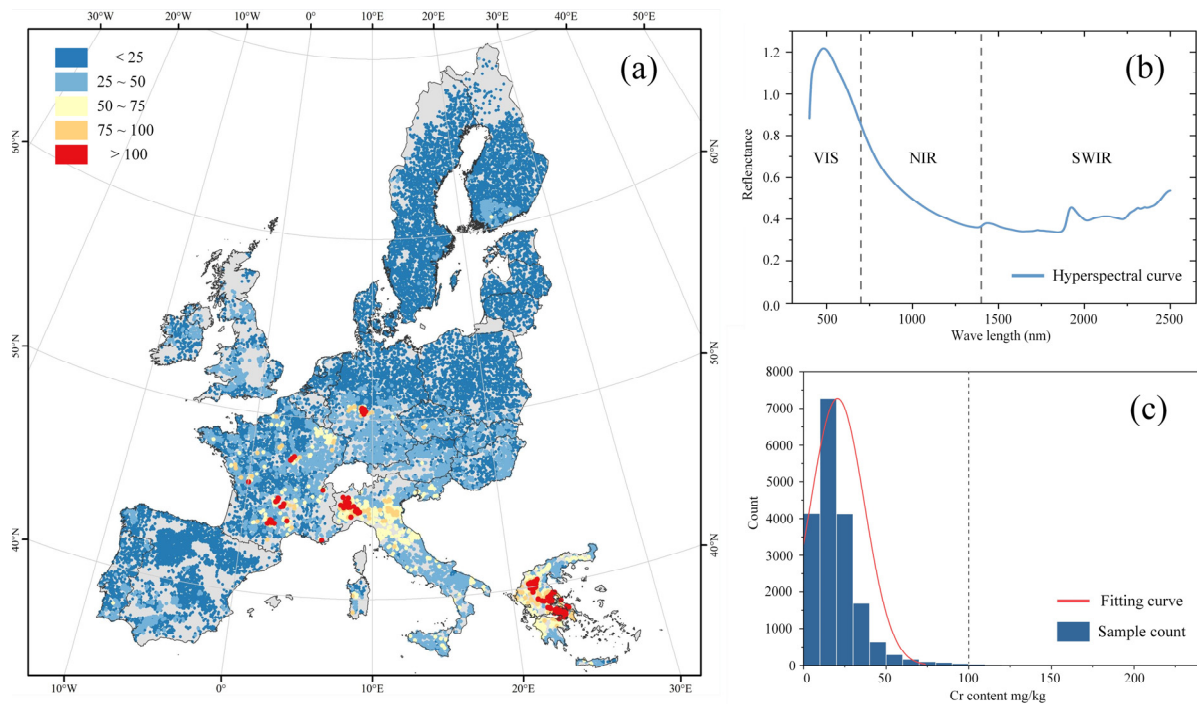 30°W 20°W 10°W 0° 10°E 20°E 30°E 40°E 50°E
(a)
< 25
25 ~ 50
50 ~ 75
75 ~ 100
> 100
50°N
60°N
50°N
50°N
40°N
40°N
10°W 0° 10°E 20°E 30°E
(b)
1.2
1.0
0.8
0.6
0.4
0.2
0.0
Reflenctance
VIS NIR SWIR
Hyperspectral curve
500 1000 1500 2000 2500
Wave length (nm)
(c)
8000
7000
6000
5000
4000
3000
2000
1000
0
Count
Fitting curve
Sample count
0 50 100 150 200
Cr content mg/kg